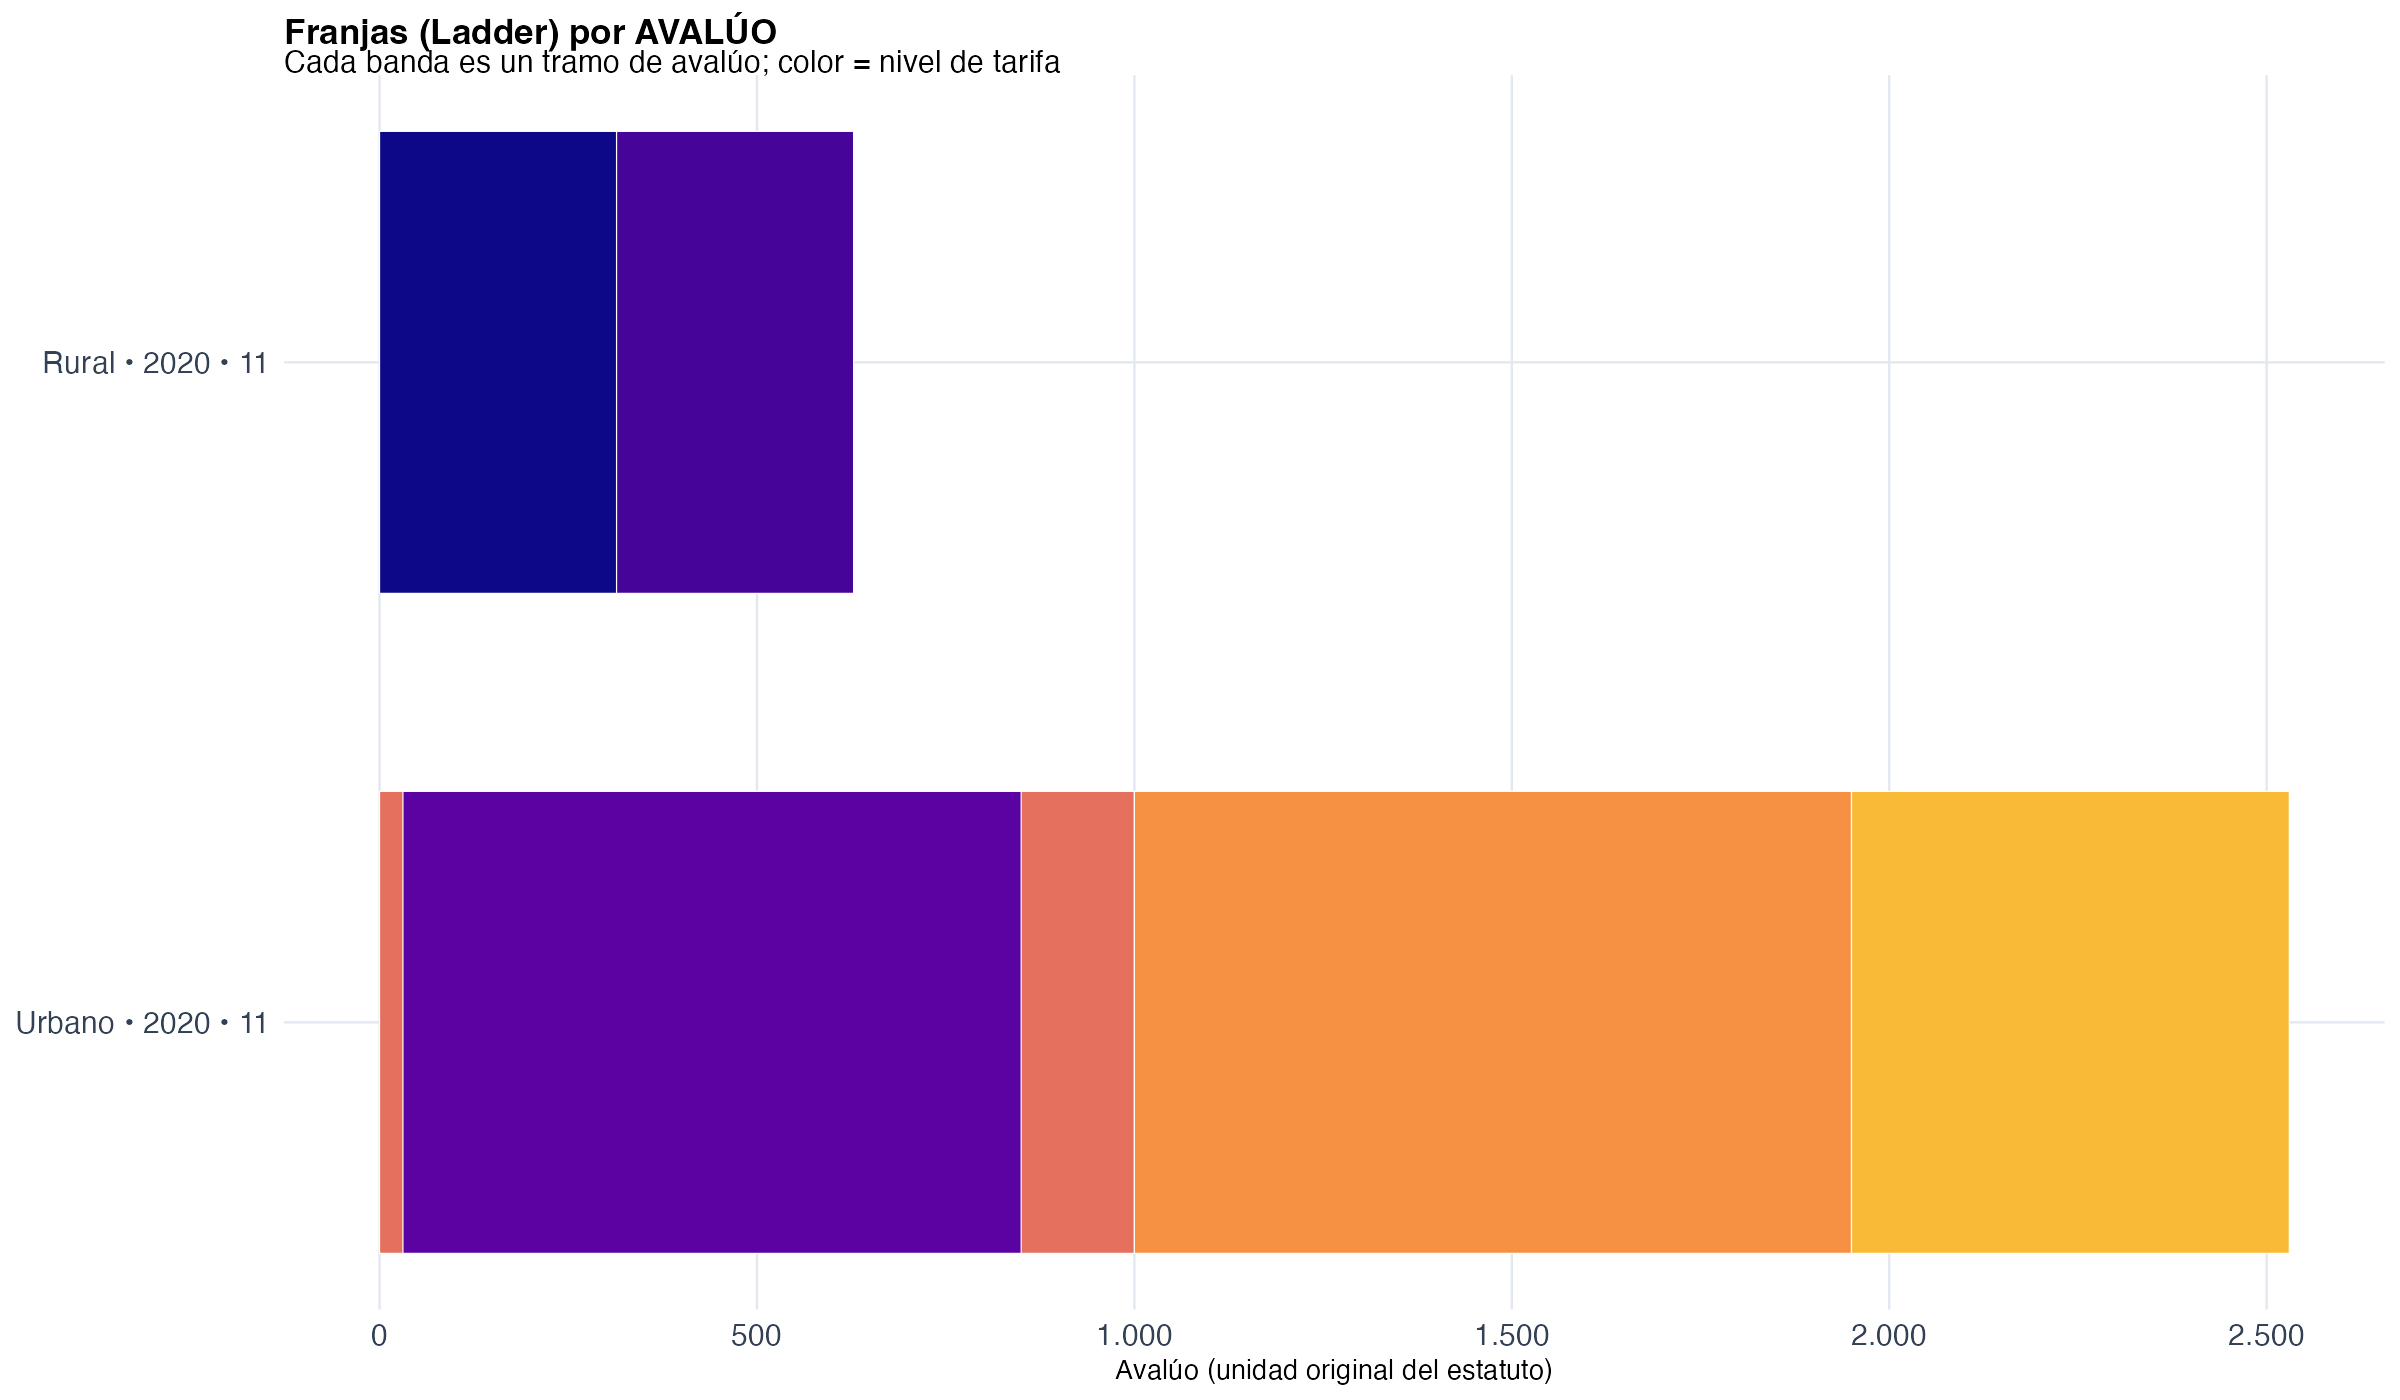 Franjas (Ladder) por AVALÚO
Cada banda es un tramo de avalúo; color = nivel de tarifa
Rural • 2020 • 11
Urbano • 2020 • 11
0 500 1.000 1.500 2.000 2.500
Avalúo (unidad original del estatuto)